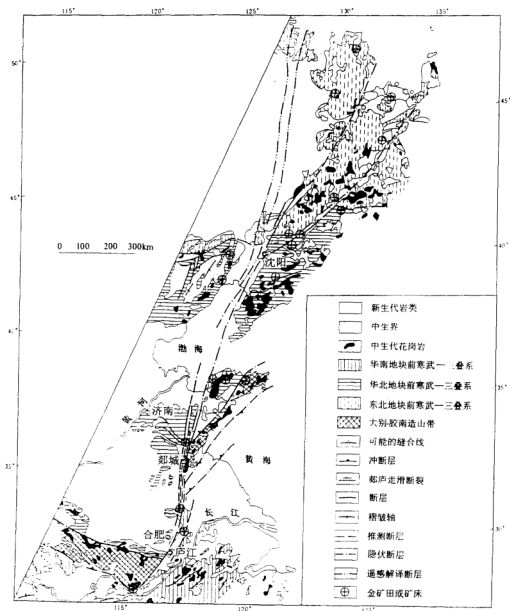 115° 120° 125° 130° 135°
50°
45°
45°
40°
0 100 200 300km
沈阳
40°
渤 海
黄 河
济南
35°
35°
郯城
黄 海
合肥
长 江
庐江
30°
115° 120°
新生代岩类
中生界
中生代花岗岩
华南地块前寒武一三叠系
华北地块前寒武一三叠系
东北地块前寒武一三叠系
大别-胶南造山带
可能的缝合线
冲断层
郯庐走滑断裂
断层
褶皱轴
推测断层
隐伏断层
遥感解译断层
金矿田或矿床